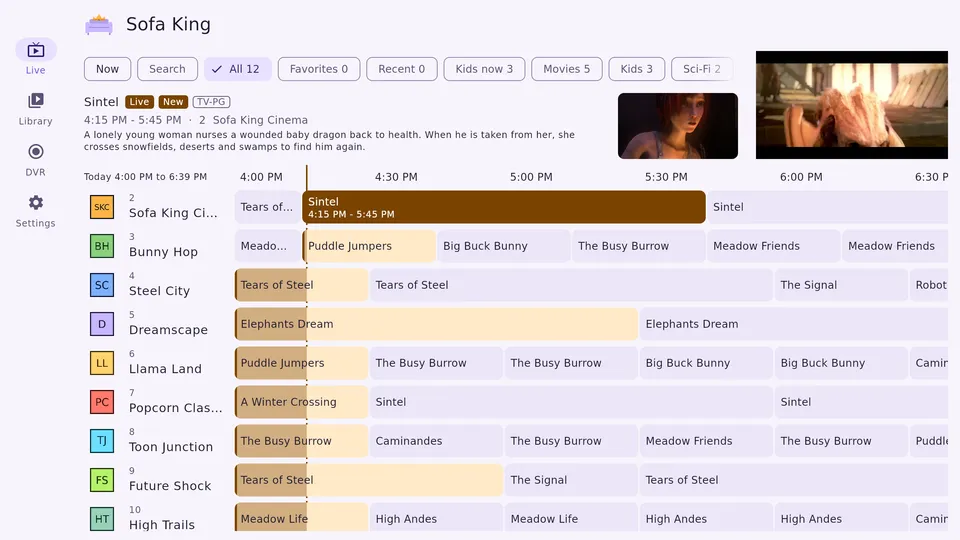 Sofa King
Live
Library
DVR
Settings
Now Search All 12 Favorites 0 Recent 0 Kids now 3 Movies 5 Kids 3 Sci-Fi 2
Sintel Live New TV-PG
4:15 PM - 5:45 PM · 2 Sofa King Cinema
A lonely young woman nurses a wounded baby dragon back to health. When he is taken from her, she
crosses snowfields, deserts and swamps to find him again.
Today 4:00 PM to 6:39 PM 4:00 PM 4:30 PM 5:00 PM 5:30 PM 6:00 PM 6:30 P
SKC 2 Sofa King Ci... Tears of... Sintel Sintel
4:15 PM - 5:45 PM
BH 3 Bunny Hop Meado... Puddle Jumpers Big Buck Bunny The Busy Burrow Meadow Friends Meadow Friends
SC 4 Steel City Tears of Steel Tears of Steel The Signal Robot
D 5 Dreamscape Elephants Dream Elephants Dream
LL 6 Llama Land Puddle Jumpers The Busy Burrow The Busy Burrow Big Buck Bunny Big Buck Bunny Camin
PC 7 Popcorn Clas... A Winter Crossing Sintel Sintel
TJ 8 Toon Junction The Busy Burrow Caminandes The Busy Burrow Meadow Friends The Busy Burrow Puddle
FS 9 Future Shock Tears of Steel The Signal Tears of Steel
HT 10 High Trails Meadow Life High Andes Meadow Life High Andes High Andes Camin